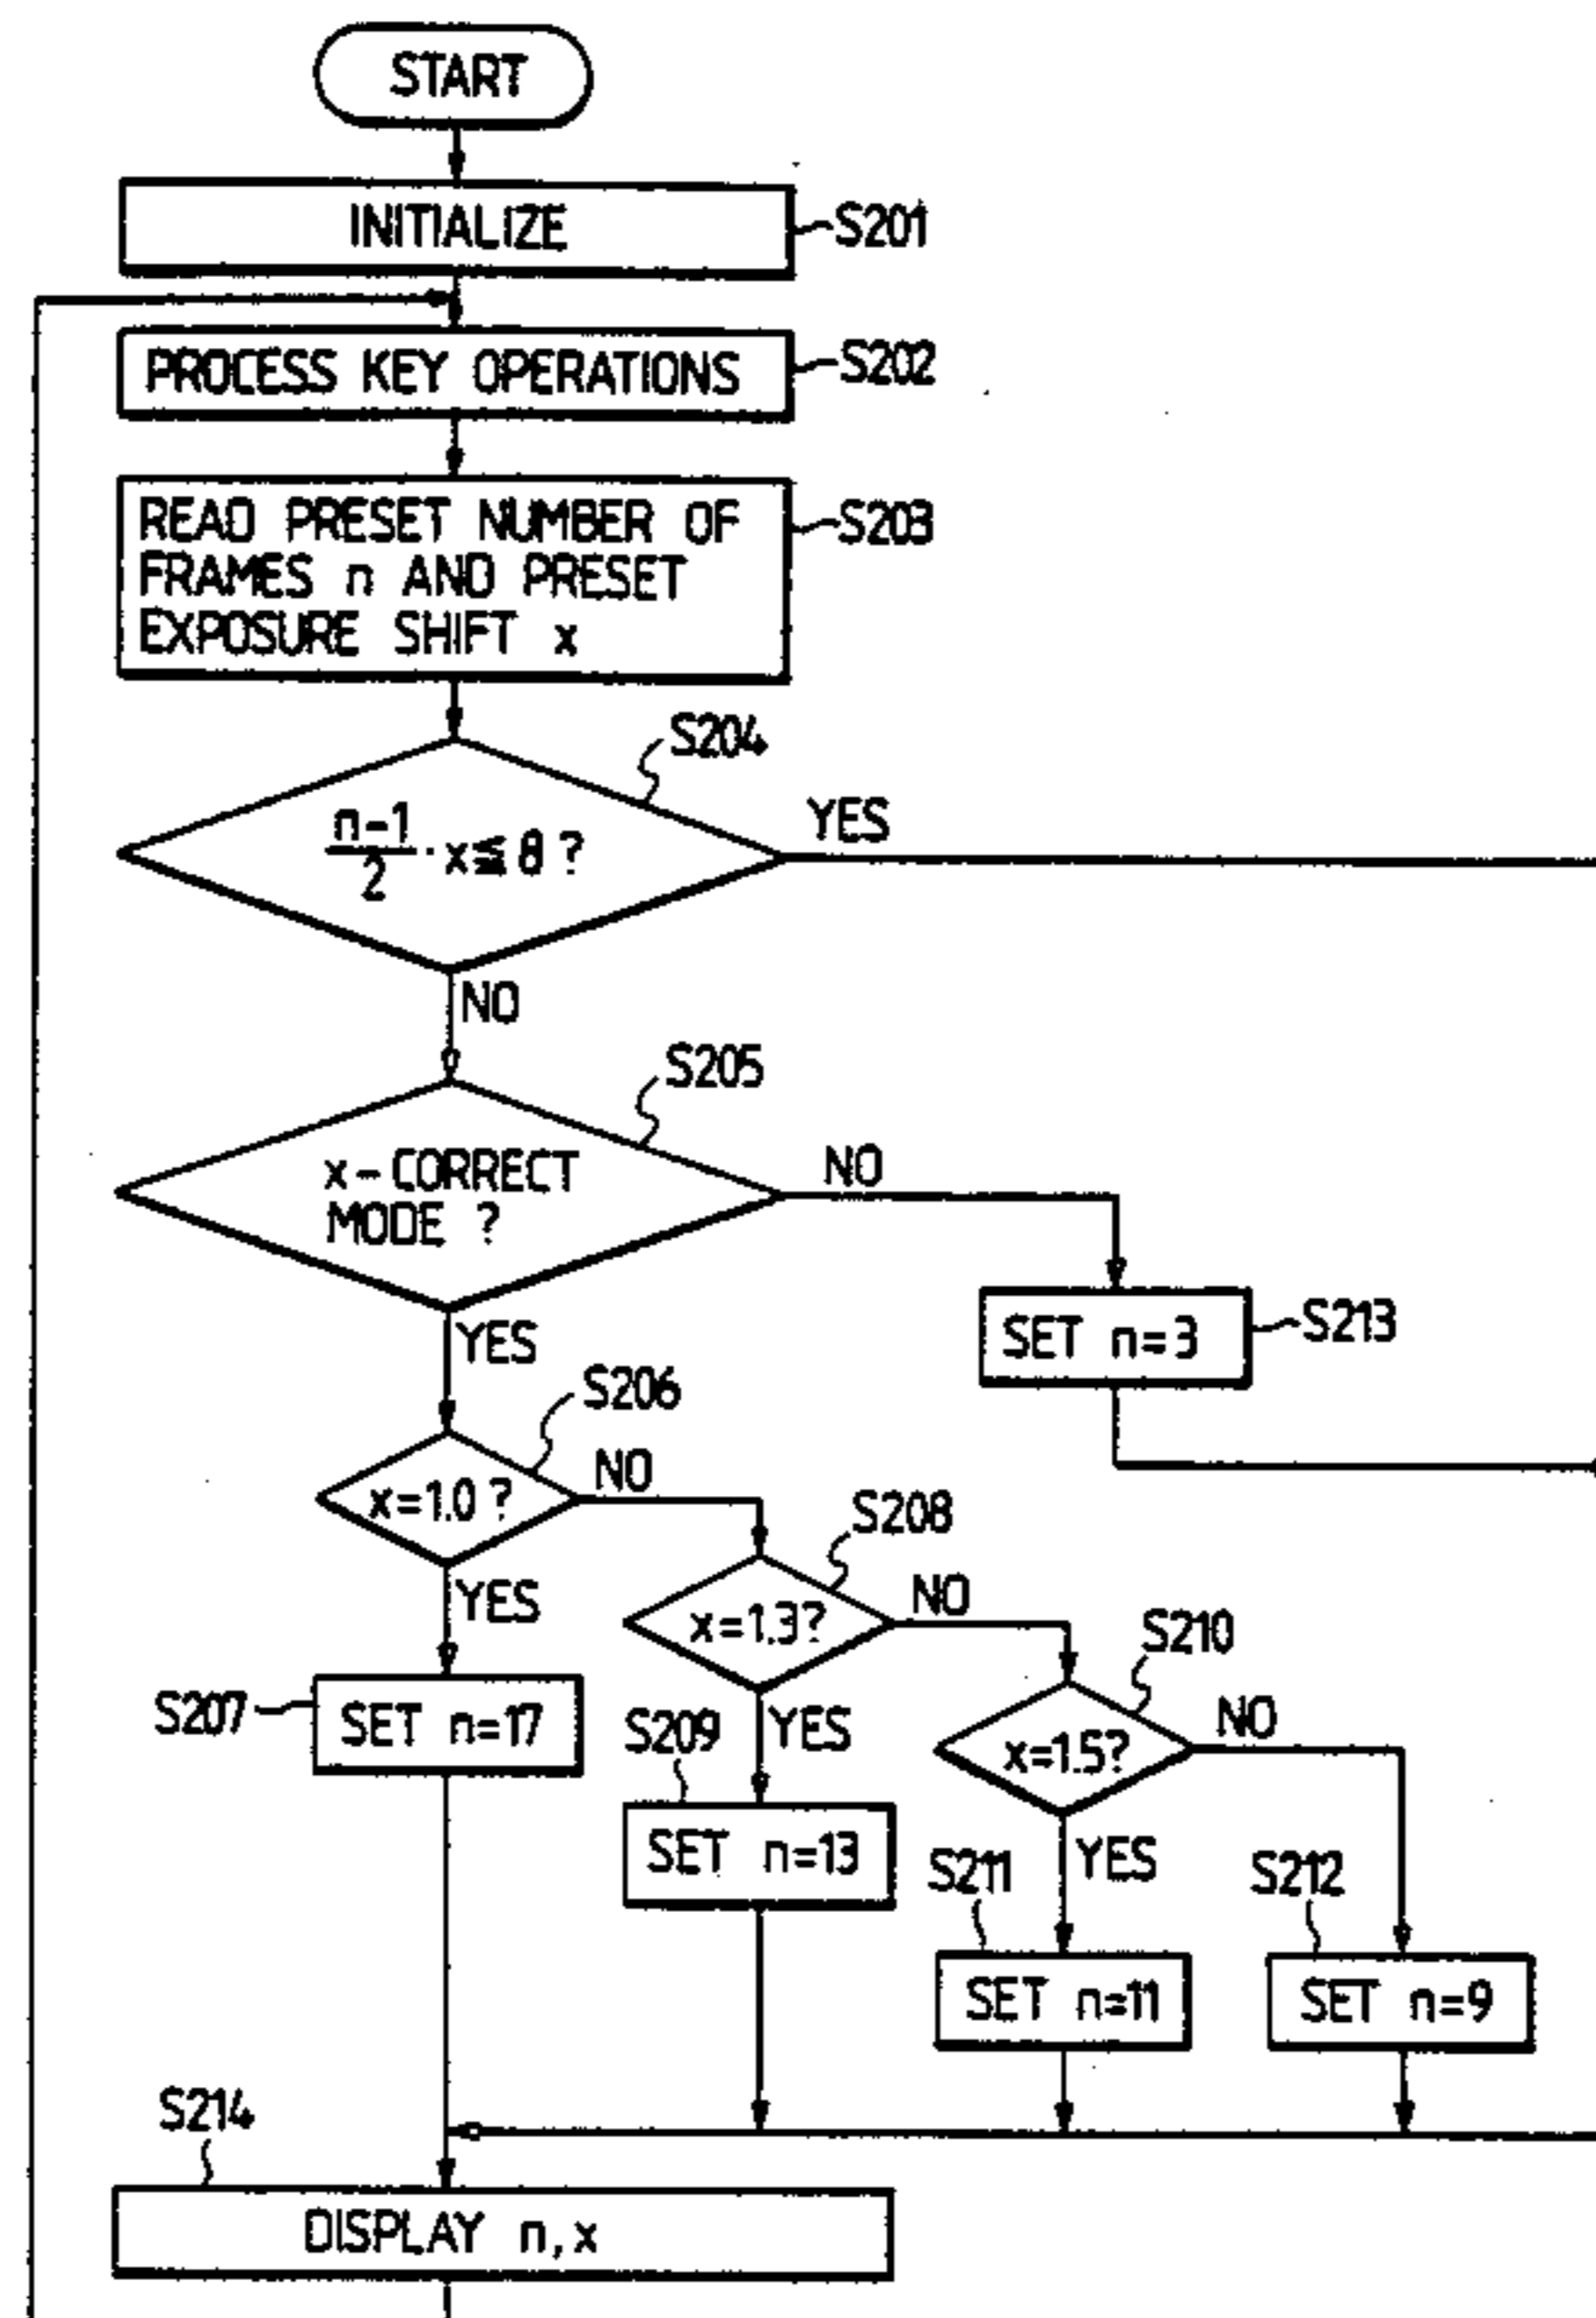 START
INITIALIZE
S201
PROCESS KEY OPERATIONS
S202
READ PRESET NUMBER OF
FRAMES n AND PRESET
EXPOSURE SHIFT x
S203
S204
n-1
2
· x≦8 ?
YES
NO
S205
x-CORRECT
MODE ?
NO
YES
SET n=3
S213
S206
x=1.0 ?
NO
YES
S208
x=1.3?
NO
YES
S210
x=1.5?
NO
YES
S207
SET n=17
S209
SET n=13
S211
SET n=11
S212
SET n=9
S214
DISPLAY n,x